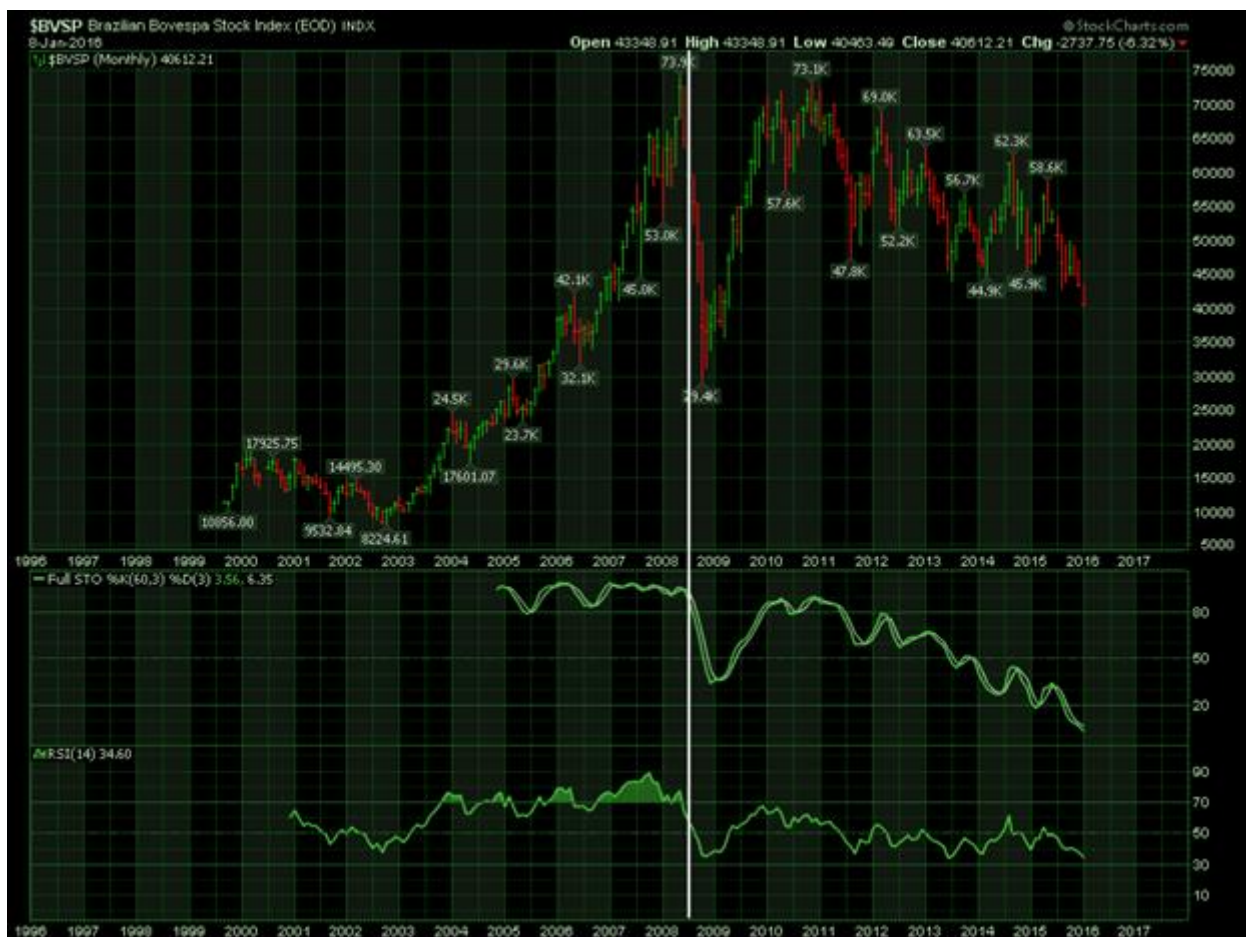 $BVSP Brazilian Bovespa Stock Index (EOD) INDX
© StockCharts.com
8-Jan-2016
Open 43348.91 High 43348.91 Low 40463.49 Close 40612.21 Chg -2737.75 (-6.32%)
$BVSP (Monthly) 40612.21
73.9K
73.1K
75000
70000
69.0K
65000
63.5K
62.3K
60000
58.6K
57.6K
56.7K
55000
53.0K
52.2K
50000
47.8K
45000
45.0K
44.9K
45.9K
42.1K
40000
35000
32.1K
30000
29.6K
29.4K
25000
24.5K
23.7K
20000
17925.75
17601.07
15000
14495.30
10856.00
10000
9532.84
8224.61
5000
1996 1997 1998 1999 2000 2001 2002 2003 2004 2005 2006 2007 2008 2009 2010 2011 2012 2013 2014 2015 2016 2017
Full STO %K(60,3) %D(3) 3.56, 6.35
80
50
20
RSI(14) 34.60
90
70
50
30
10
1996 1997 1998 1999 2000 2001 2002 2003 2004 2005 2006 2007 2008 2009 2010 2011 2012 2013 2014 2015 2016 2017